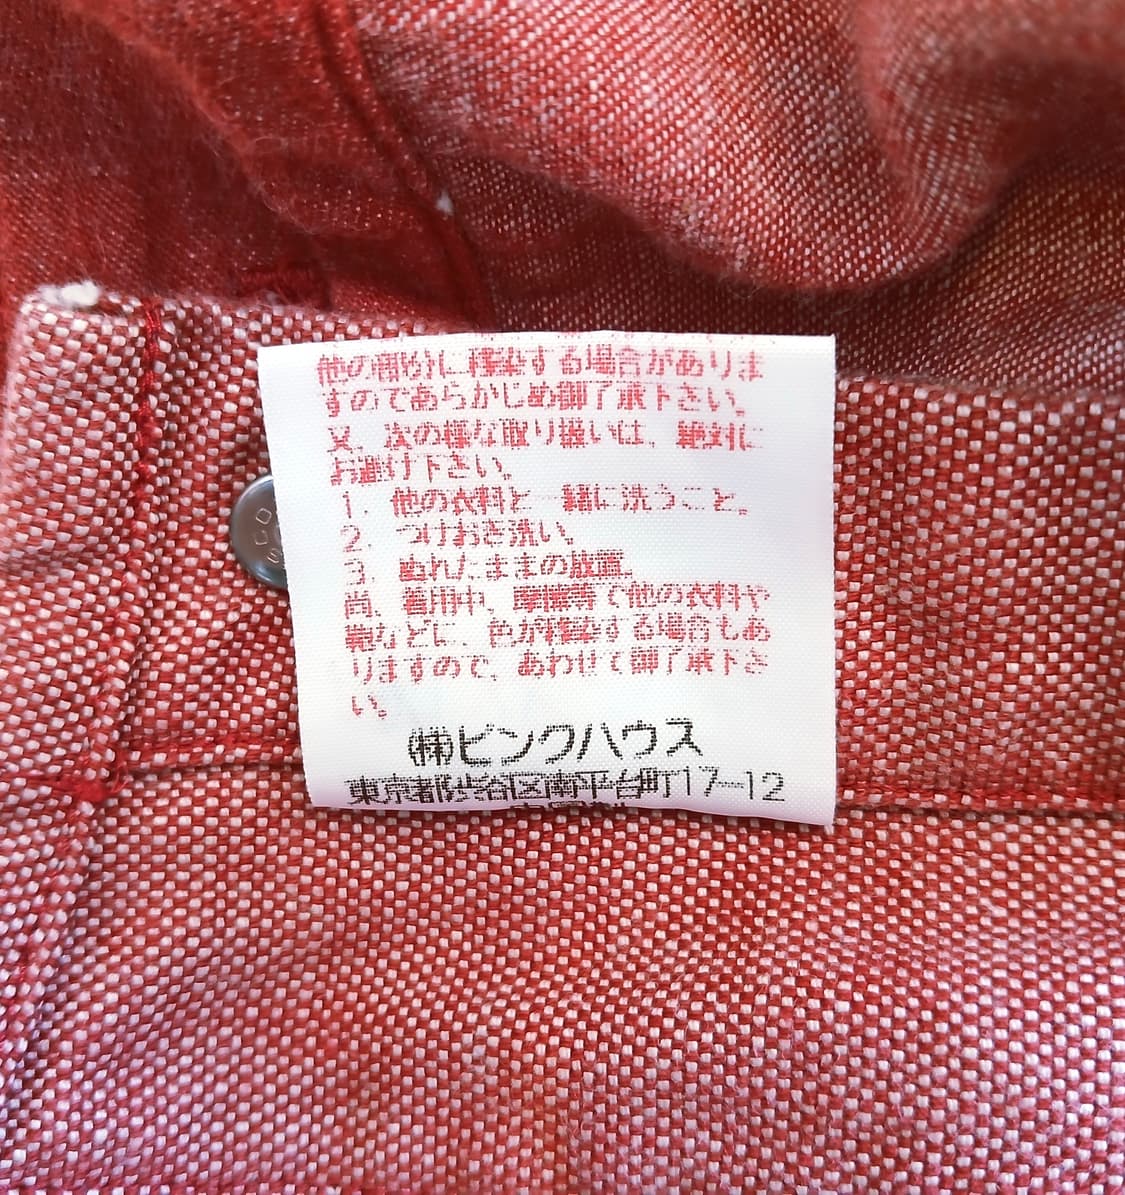 他の部分に移染する場合がありま
すのであらかじめ御了承下さい。
又、次の様な取り扱いは、絶対に
お避け下さい。
1. 他の衣料と一緒に洗うこと。
2. つけおき洗い。
3. ぬれたままの放置。
尚、着用中、摩擦等で他の衣料や
鞄などに、色が移染する場合もあ
りますので、あわせて御了承下さ
い。
㈱ピンクハウス
東京都渋谷区南平台町17-12